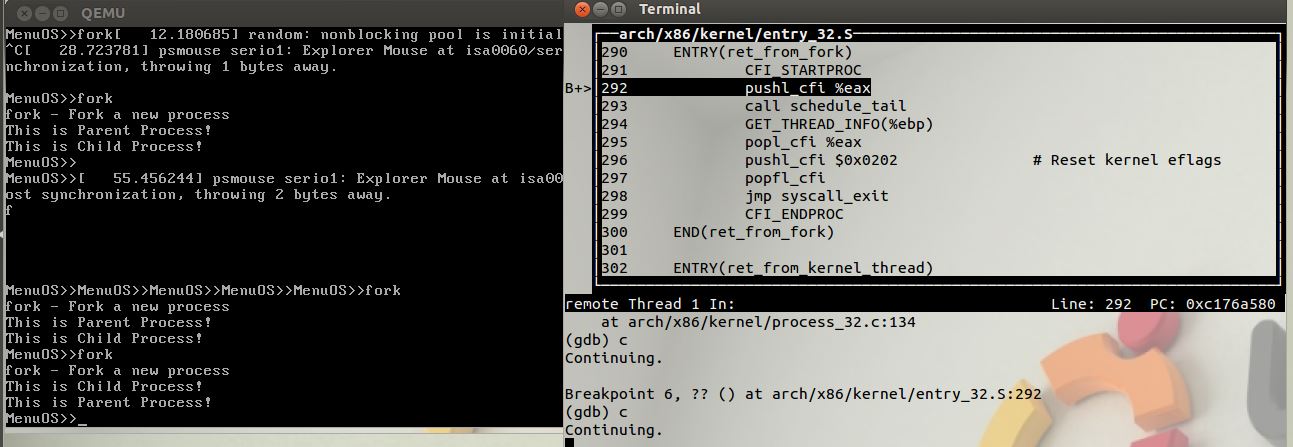 QEMU
MenuOS>>fork[   12.180685] random: nonblocking pool is initial
^C[   28.723781] psmouse serio1: Explorer Mouse at isa0060/ser
nchronization, throwing 1 bytes away.
MenuOS>>fork
fork - Fork a new process
This is Parent Process!
This is Child Process!
MenuOS>>
MenuOS>>[   55.456244] psmouse serio1: Explorer Mouse at isa00
ost synchronization, throwing 2 bytes away.
f
MenuOS>>MenuOS>>MenuOS>>MenuOS>>MenuOS>>fork
fork - Fork a new process
This is Parent Process!
This is Child Process!
MenuOS>>fork
fork - Fork a new process
This is Child Process!
This is Parent Process!
MenuOS>>_
Terminal
arch/x86/kernel/entry_32.S
290     ENTRY(ret_from_fork)
291             CFI_STARTPROC
B+> 292             pushl_cfi %eax
293             call schedule_tail
294             GET_THREAD_INFO(%ebp)
295             popl_cfi %eax
296             pushl_cfi $0x0202               # Reset kernel eflags
297             popfl_cfi
298             jmp syscall_exit
299             CFI_ENDPROC
300     END(ret_from_fork)
301
302     ENTRY(ret_from_kernel_thread)
remote Thread 1 In:                                   Line: 292  PC: 0xc176a580
    at arch/x86/kernel/process_32.c:134
(gdb) c
Continuing.
Breakpoint 6, ?? () at arch/x86/kernel/entry_32.S:292
(gdb) c
Continuing.